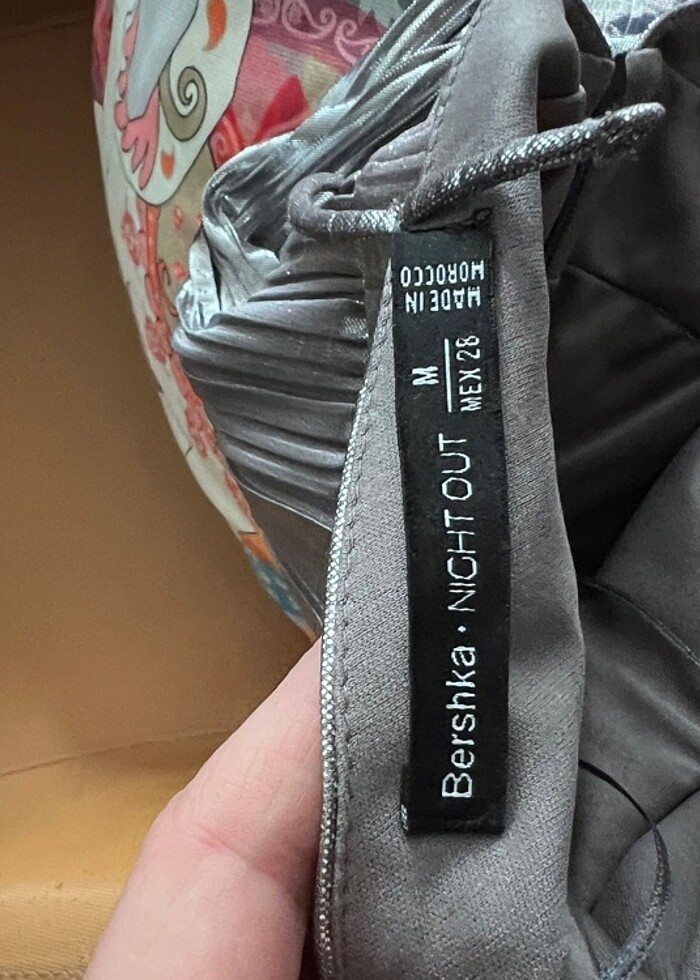 Bershka • NIGHT OUT
M
MEX 28
MADE IN
MOROCCO